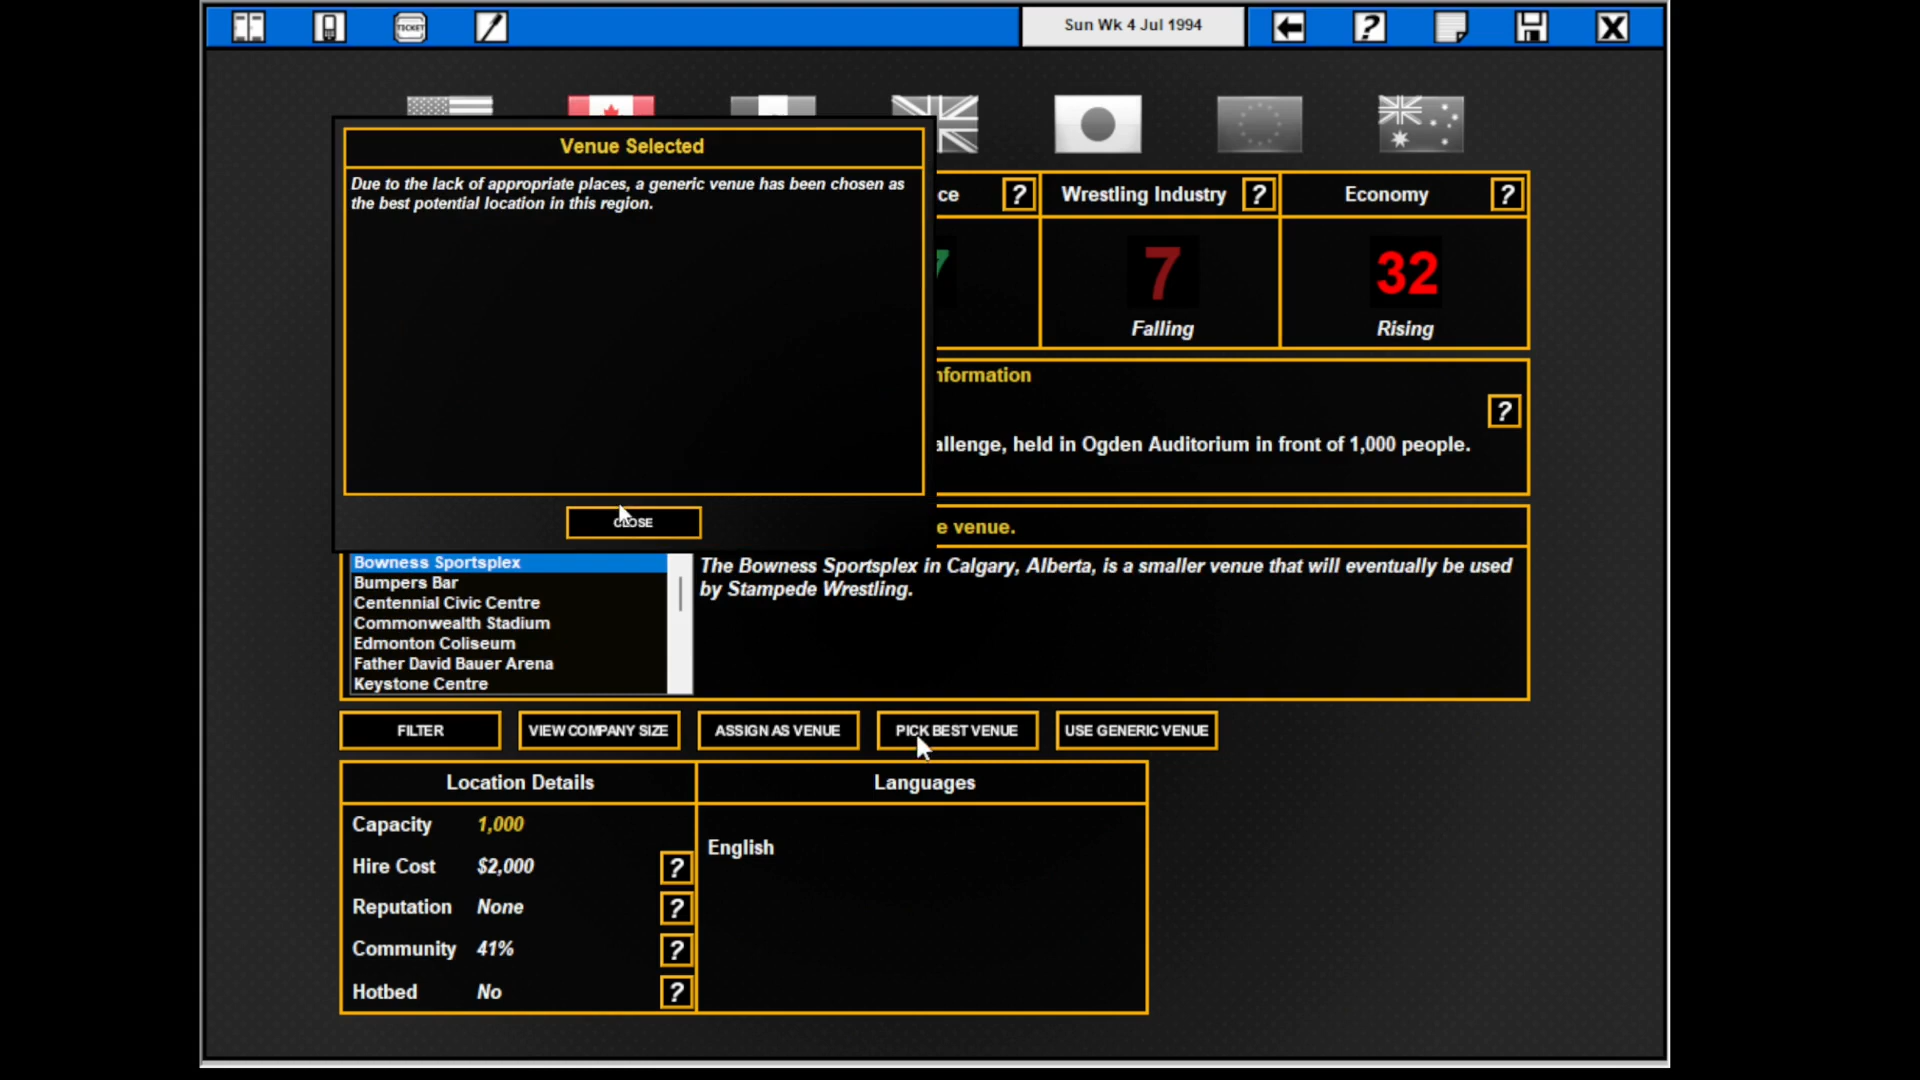 TICKET
Sun Wk 4 Jul 1994
?
X
Venue Selected
Due to the lack of appropriate places, a generic venue has been chosen as
the best potential location in this region.
CLOSE
ce
?
Wrestling Industry
?
Economy
?
7
Falling
32
Rising
nformation
?
allenge, held in Ogden Auditorium in front of 1,000 people.
e venue.
Bowness Sportsplex
Bumpers Bar
Centennial Civic Centre
Commonwealth Stadium
Edmonton Coliseum
Father David Bauer Arena
Keystone Centre
The Bowness Sportsplex in Calgary, Alberta, is a smaller venue that will eventually be used
by Stampede Wrestling.
FILTER
VIEW COMPANY SIZE
ASSIGN AS VENUE
PICK BEST VENUE
USE GENERIC VENUE
Location Details
Languages
Capacity 1,000
Hire Cost $2,000 ?
Reputation None ?
Community 41% ?
Hotbed No ?
English